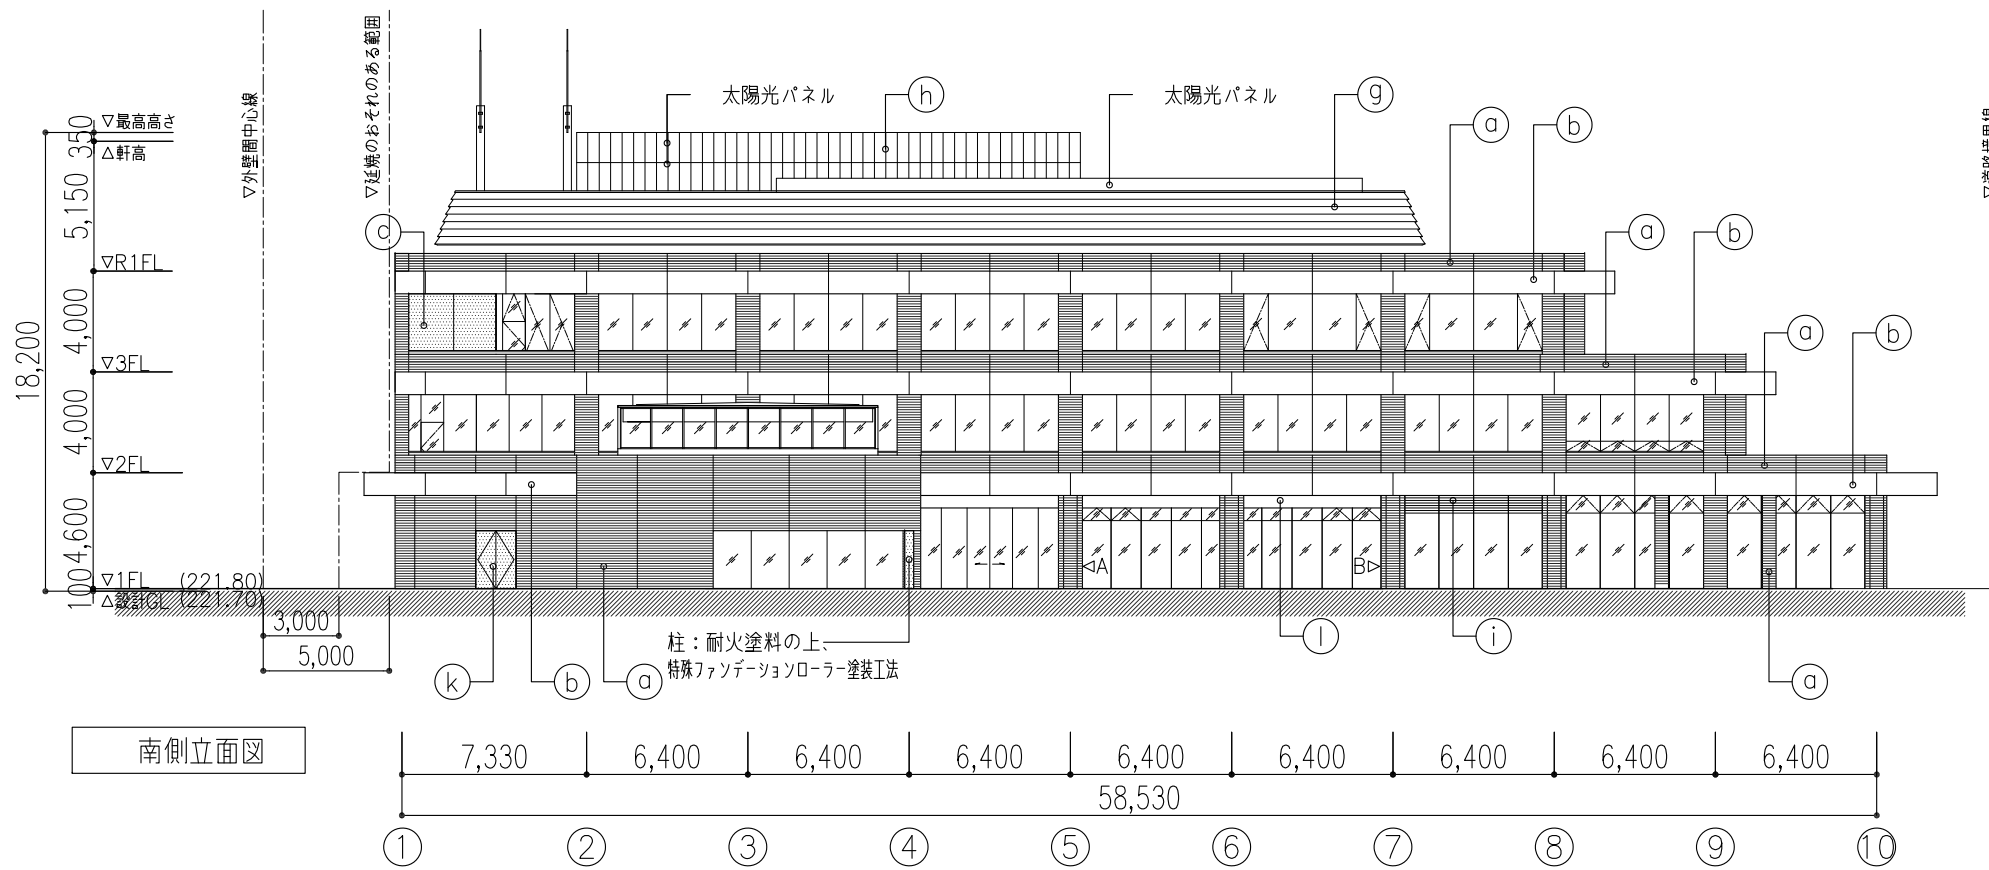 ▽外壁間中心線
▽延焼のおそれのある範囲
太陽光パネル
h
太陽光パネル
g
a
b
▽最高高さ
△軒高
350
5,150
c
a
b
▽R1FL
4,000
18,200
▽3FL
a
b
4,000
▽2FL
4,600
▽1FL (221.80)
100
△設計GL (221.70)
◁A
B▷
3,000
5,000
柱：耐火塗料の上、
特殊ファンデーションローラー塗装工法
l
i
k
b
a
a
南側立面図
7,330
6,400
6,400
6,400
6,400
6,400
6,400
6,400
6,400
58,530
1
2
3
4
5
6
7
8
9
10